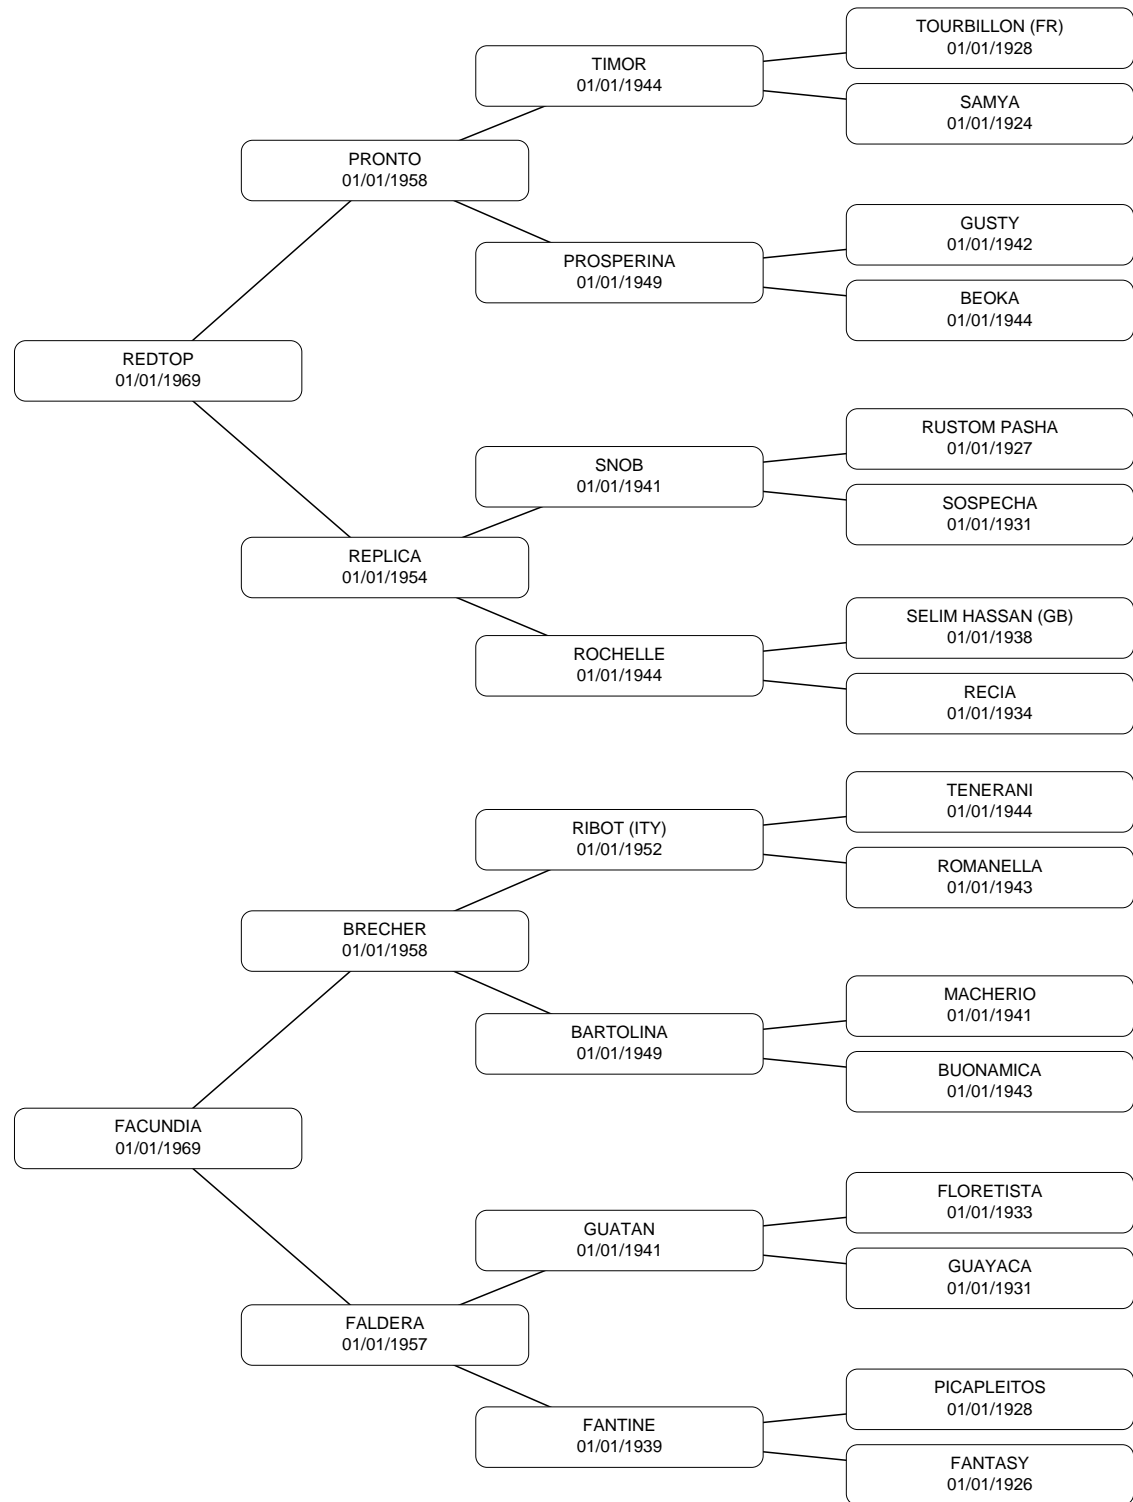 TOURBILLON (FR)
01/01/1928
TIMOR
01/01/1944
SAMYA
01/01/1924
PRONTO
01/01/1958
GUSTY
01/01/1942
PROSPERINA
01/01/1949
BEOKA
01/01/1944
REDTOP
01/01/1969
RUSTOM PASHA
01/01/1927
SNOB
01/01/1941
SOSPECHA
01/01/1931
REPLICA
01/01/1954
SELIM HASSAN (GB)
01/01/1938
ROCHELLE
01/01/1944
RECIA
01/01/1934
TENERANI
01/01/1944
RIBOT (ITY)
01/01/1952
ROMANELLA
01/01/1943
BRECHER
01/01/1958
MACHERIO
01/01/1941
BARTOLINA
01/01/1949
BUONAMICA
01/01/1943
FACUNDIA
01/01/1969
FLORETISTA
01/01/1933
GUATAN
01/01/1941
GUAYACA
01/01/1931
FALDERA
01/01/1957
PICAPLEITOS
01/01/1928
FANTINE
01/01/1939
FANTASY
01/01/1926